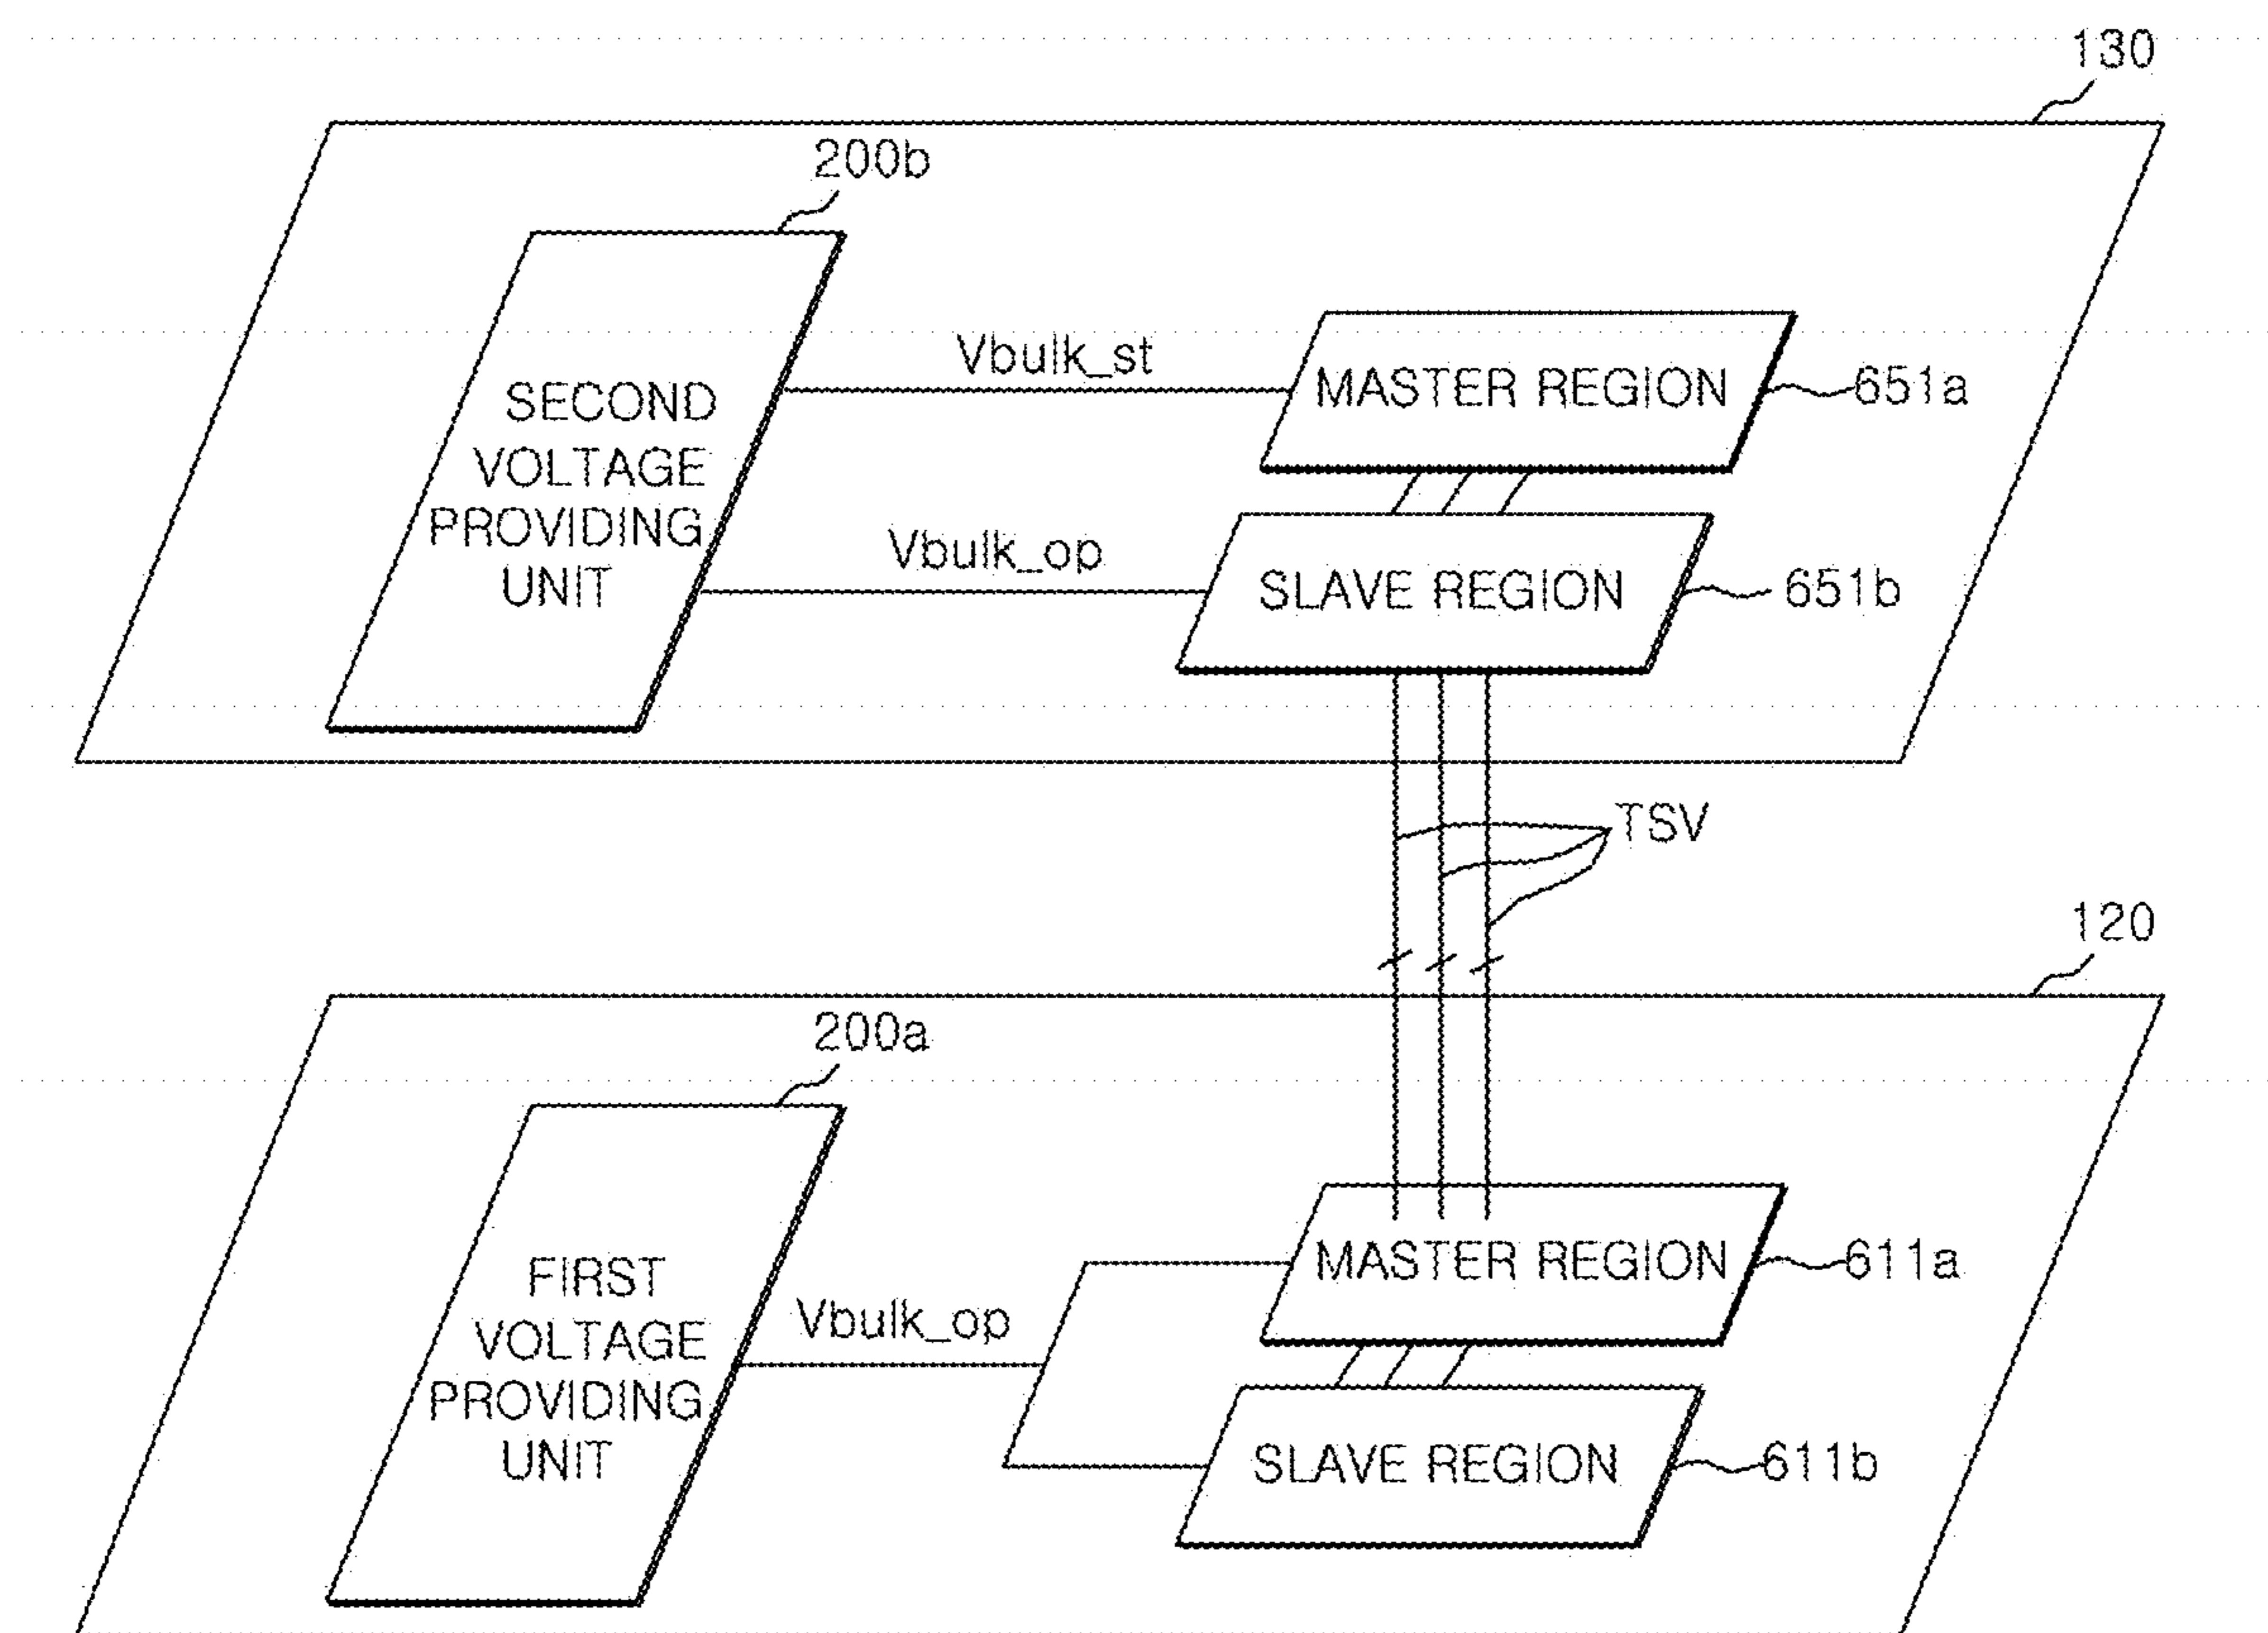 130
200b
SECOND
VOLTAGE
PROVIDING
UNIT
Vbulk_st
MASTER REGION
651a
Vbulk_op
SLAVE REGION
651b
TSV
120
200a
FIRST
VOLTAGE
PROVIDING
UNIT
Vbulk_op
MASTER REGION
611a
SLAVE REGION
611b